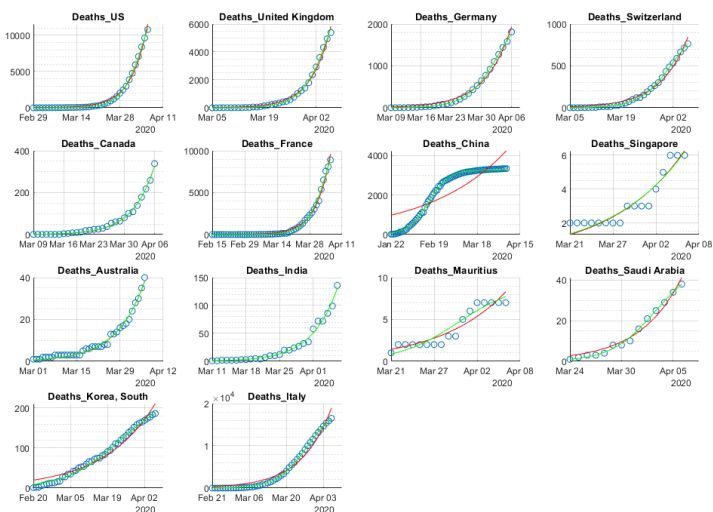 Deaths_US
10000
5000
0
Feb 29 Mar 14 Mar 28 Apr 11
2020
Deaths_United Kingdom
6000
4000
2000
0
Mar 05 Mar 19 Apr 02
2020
Deaths_Germany
2000
1000
0
Mar 09 Mar 16 Mar 23 Mar 30 Apr 06
2020
Deaths_Switzerland
1000
500
0
Mar 05 Mar 19 Apr 02
2020
Deaths_Canada
400
200
0
Mar 09 Mar 16 Mar 23 Mar 30 Apr 06
2020
Deaths_France
10000
5000
0
Feb 15 Feb 29 Mar 14 Mar 28 Apr 11
2020
Deaths_China
4000
2000
0
Jan 22 Feb 19 Mar 18 Apr 15
2020
Deaths_Singapore
6
4
2
Mar 21 Mar 27 Apr 02 Apr 08
2020
Deaths_Australia
40
20
0
Mar 01 Mar 15 Mar 29 Apr 12
2020
Deaths_India
150
100
50
0
Mar 11 Mar 18 Mar 25 Apr 01
2020
Deaths_Mauritius
10
5
0
Mar 21 Mar 27 Apr 02 Apr 08
2020
Deaths_Saudi Arabia
40
20
0
Mar 24 Mar 30 Apr 05
2020
Deaths_Korea, South
200
100
0
Feb 20 Mar 05 Mar 19 Apr 02
2020
Deaths_Italy
× 10⁴
2
1
0
Feb 21 Mar 06 Mar 20 Apr 03
2020